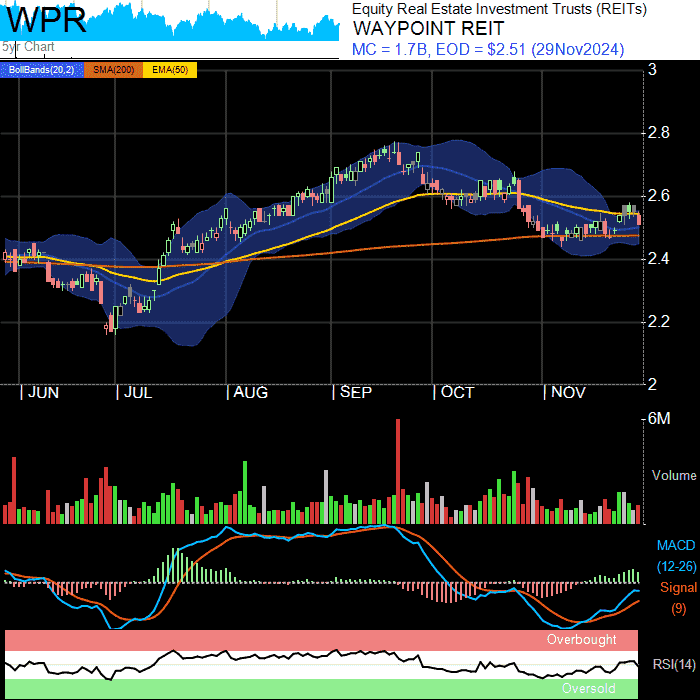 WPR
5yr Chart
Equity Real Estate Investment Trusts (REITs)
WAYPOINT REIT
MC = 1.7B, EOD = $2.51 (29Nov2024)
BollBands(20,2) SMA(200) EMA(50)
3
2.8
2.6
2.4
2.2
2
JUN JUL AUG SEP OCT NOV
6M
Volume
MACD
(12-26)
Signal
(9)
Overbought
RSI(14)
Oversold